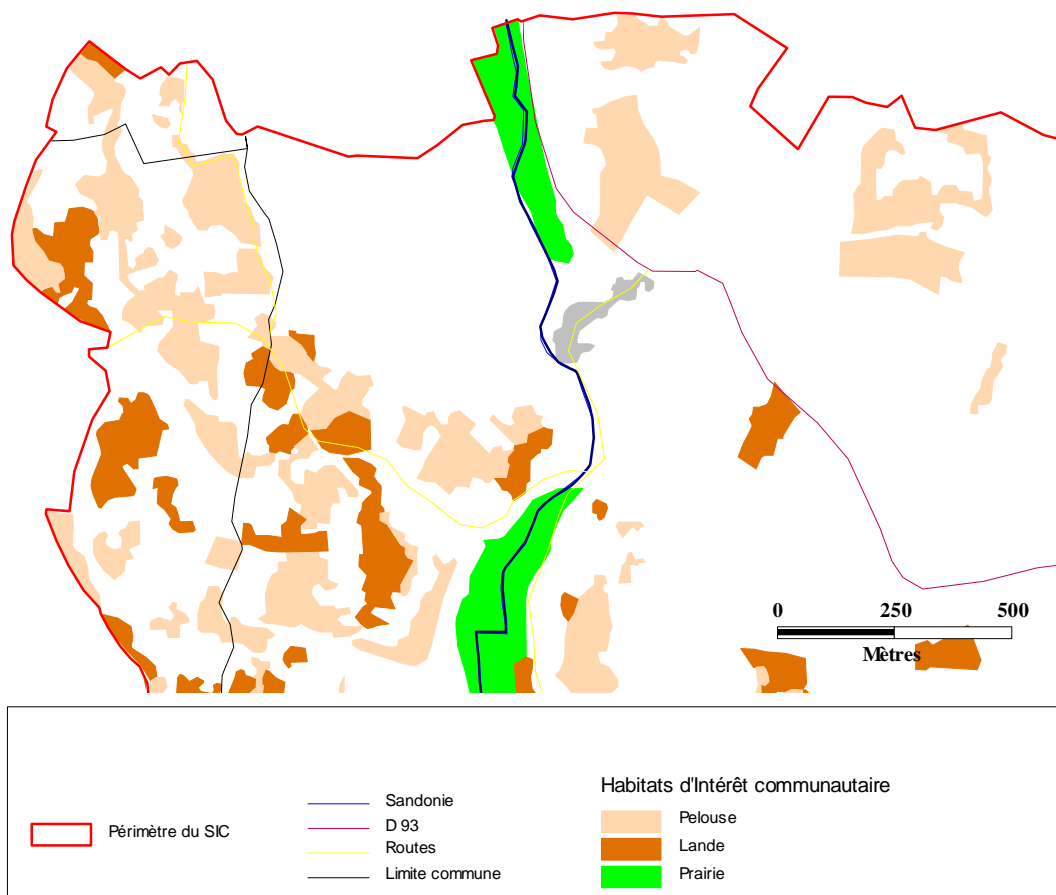 0 250 500
Mètres
Périmètre du SIC
Sandonie
D 93
Routes
Limite commune
Habitats d'Intérêt communautaire
Pelouse
Lande
Prairie